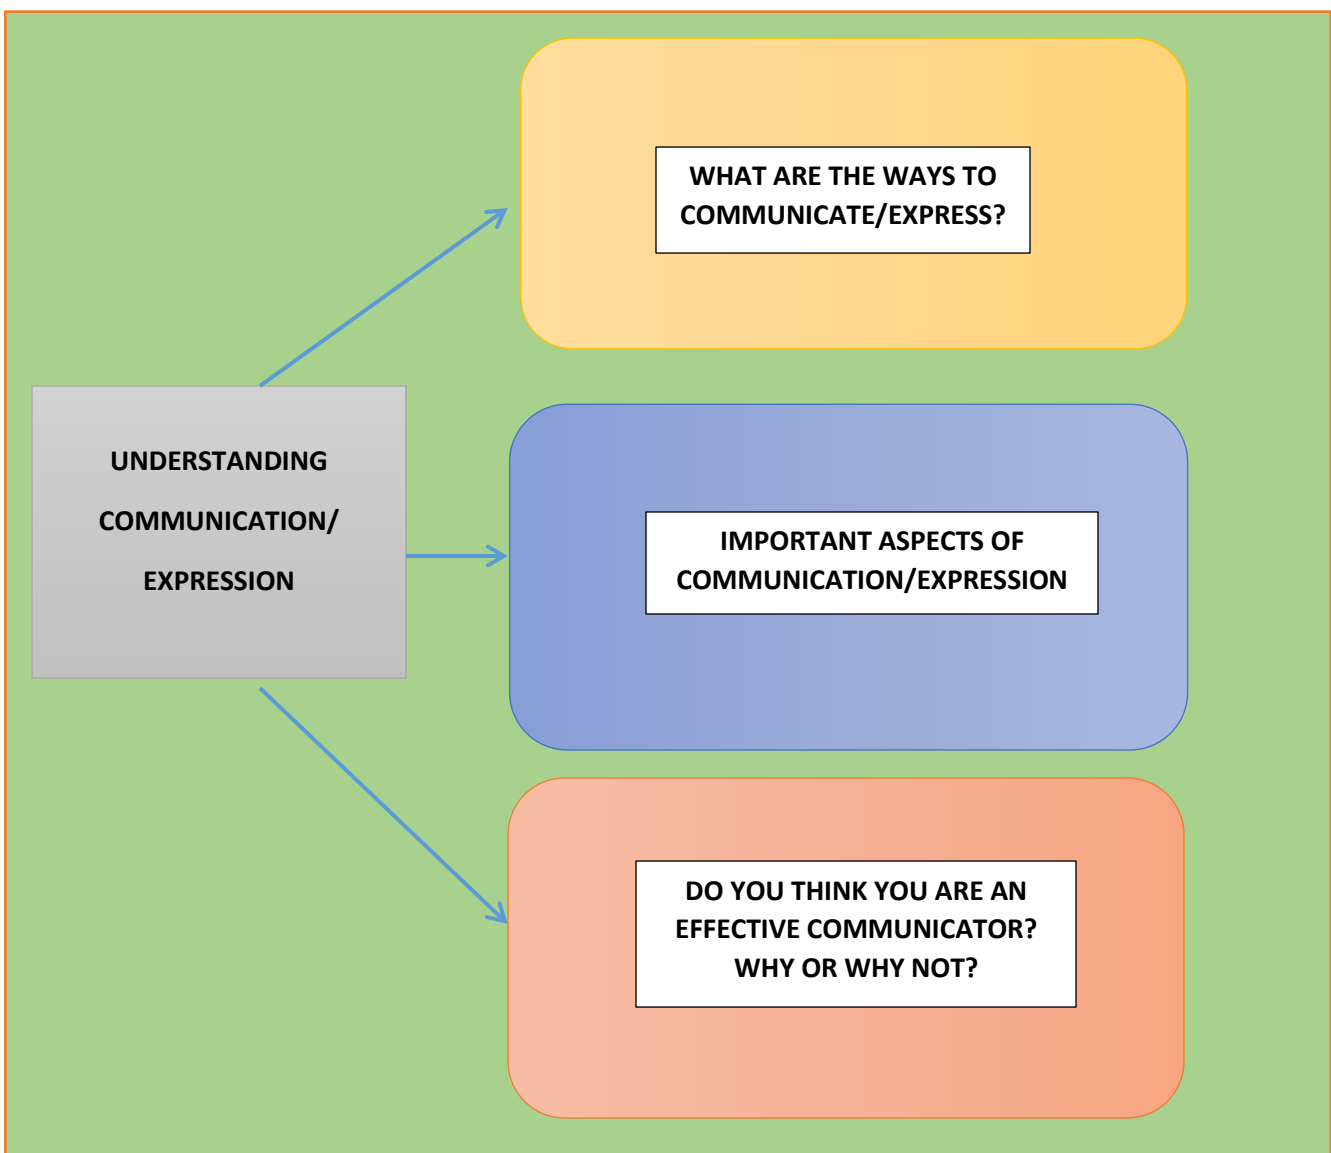 WHAT ARE THE WAYS TO
COMMUNICATE/EXPRESS?
UNDERSTANDING
COMMUNICATION/
EXPRESSION
IMPORTANT ASPECTS OF
COMMUNICATION/EXPRESSION
DO YOU THINK YOU ARE AN
EFFECTIVE COMMUNICATOR?
WHY OR WHY NOT?